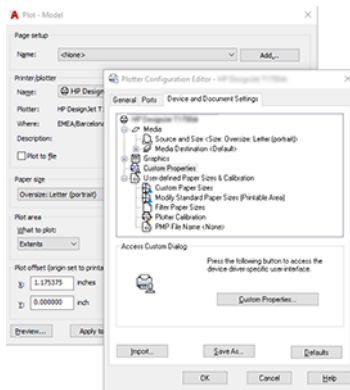 Plot - Model
Page setup
Name: <None> Add...
Printer/plotter
Name: HP Design
Plotter: HP DesignJet T
Where: EMEA/Barcelon
Description:
Plot to file
Paper size
Oversize: Letter (portrait)
Plot area
What to plot:
Extents
Plot offset (origin set to printa
X: 1.175375 inches
Y: 0.000000 inch
Preview... Apply to
Plotter Configuration Editor -
General Ports Device and Document Settings
Media
Source and Size <Size: Oversize: Letter (portrait)>
Media Destination <Default>
Graphics
Custom Properties
User-defined Paper Sizes & Calibration
Custom Paper Sizes
Modify Standard Paper Sizes (Printable Area)
Filter Paper Sizes
Plotter Calibration
PMP File Name <None>
Access Custom Dialog
Press the following button to access the
device driver-specific user interface.
Custom Properties...
Import... Save As... Defaults
OK Cancel Help